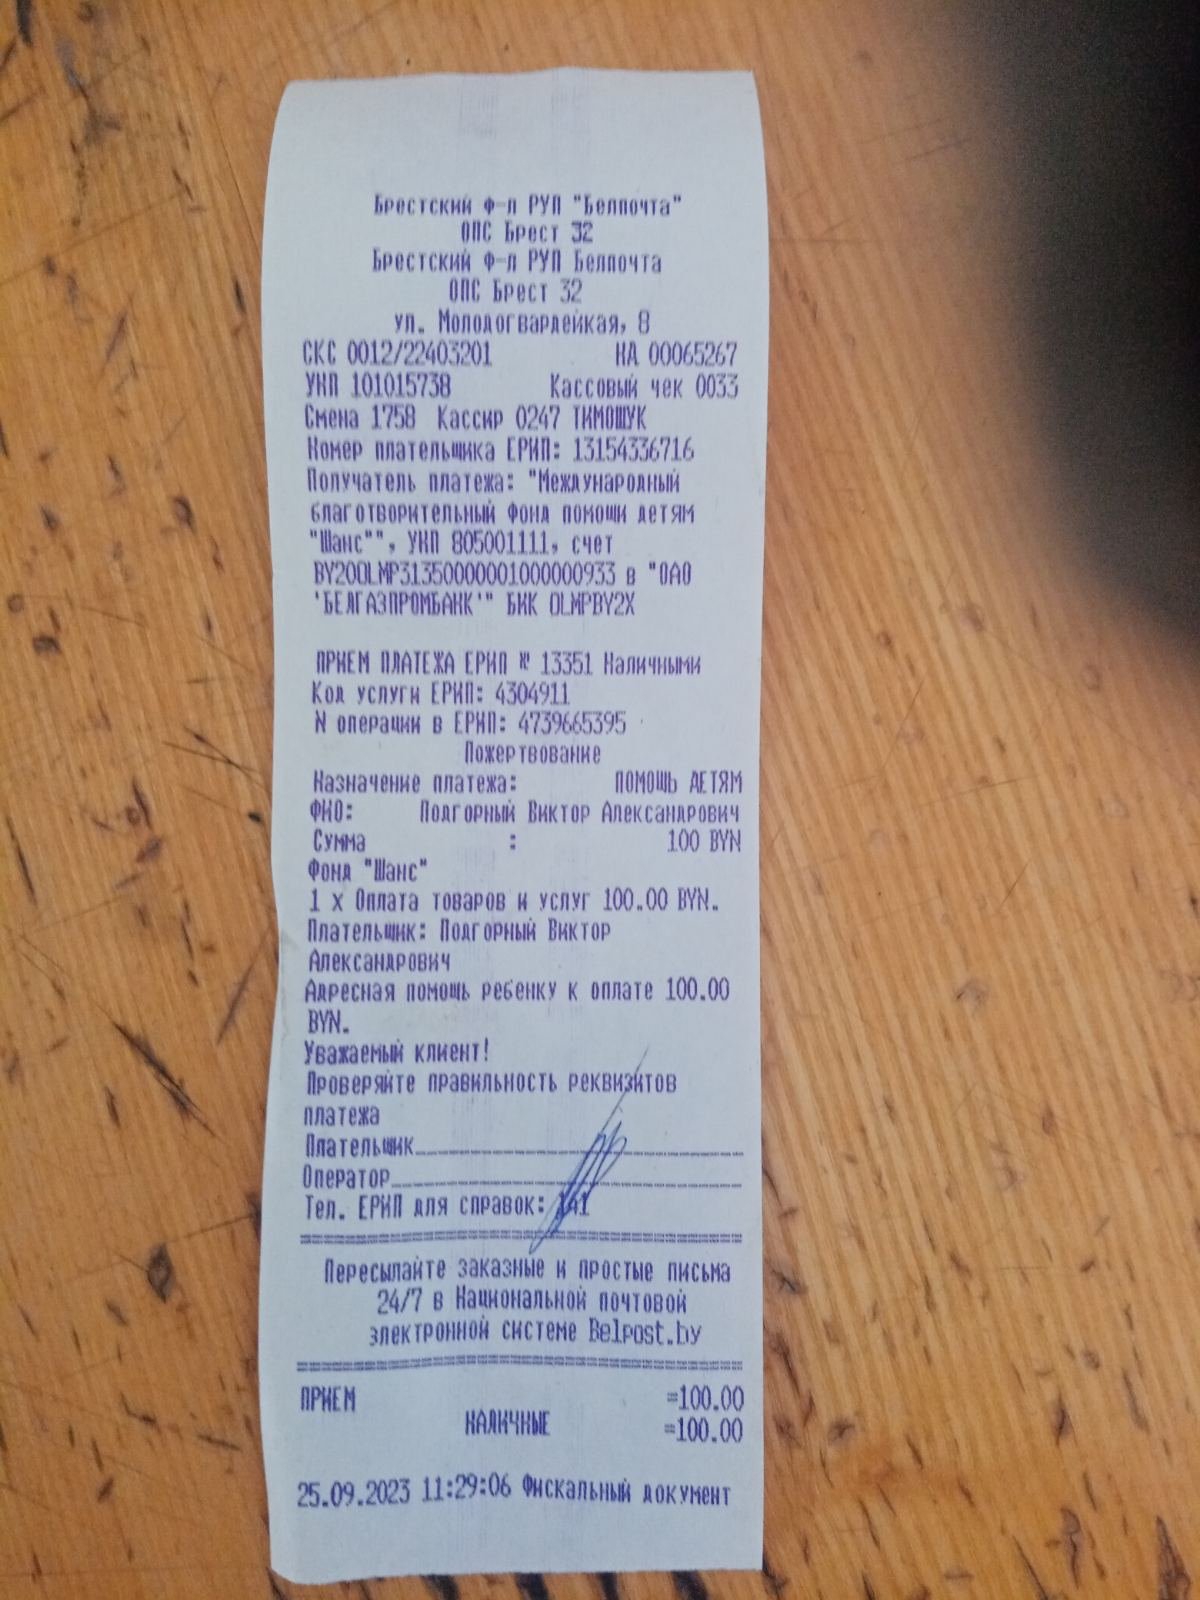 Брестский ф-л РУП "Белпочта"
ОПС Брест 32
Брестский ф-л РУП Белпочта
ОПС Брест 32
ул. Молодогвардейкая, 8
СКС 0012/22403201 КА 00065267
УНП 101015738 Кассовый чек 0033
Смена 1758 Кассир 0247 ТИМОЩУК
Номер плательщика ЕРИП: 13154336716
Получатель платежа: "Международный
благотворительный фонд помощи детям
"Шанс"", УНП 805001111, счет
BY20OLMP31350000001000000933 в "ОАО
'БЕЛГАЗПРОМБАНК'" БИК OLMPBY2X
ПРИЕМ ПЛАТЕЖА ЕРИП № 13351 Наличными
Код услуги ЕРИП: 4304911
N операции в ЕРИП: 4739665395
Пожертвование
Назначение платежа: ПОМОЩЬ ДЕТЯМ
ФИО: Подгорный Виктор Александрович
Сумма : 100 BYN
Фонд "Шанс"
1 x Оплата товаров и услуг 100.00 BYN.
Плательщик: Подгорный Виктор
Александрович
Адресная помощь ребенку к оплате 100.00
BYN.
Уважаемый клиент!
Проверяйте правильность реквизитов
платежа
Плательщик
Оператор
Тел. ЕРИП для справок: 141
Пересылайте заказные и простые письма
24/7 в Национальной почтовой
электронной системе Belpost.by
ПРИЕМ =100.00
НАЛИЧНЫЕ =100.00
25.09.2023 11:29:06 Фискальный документ